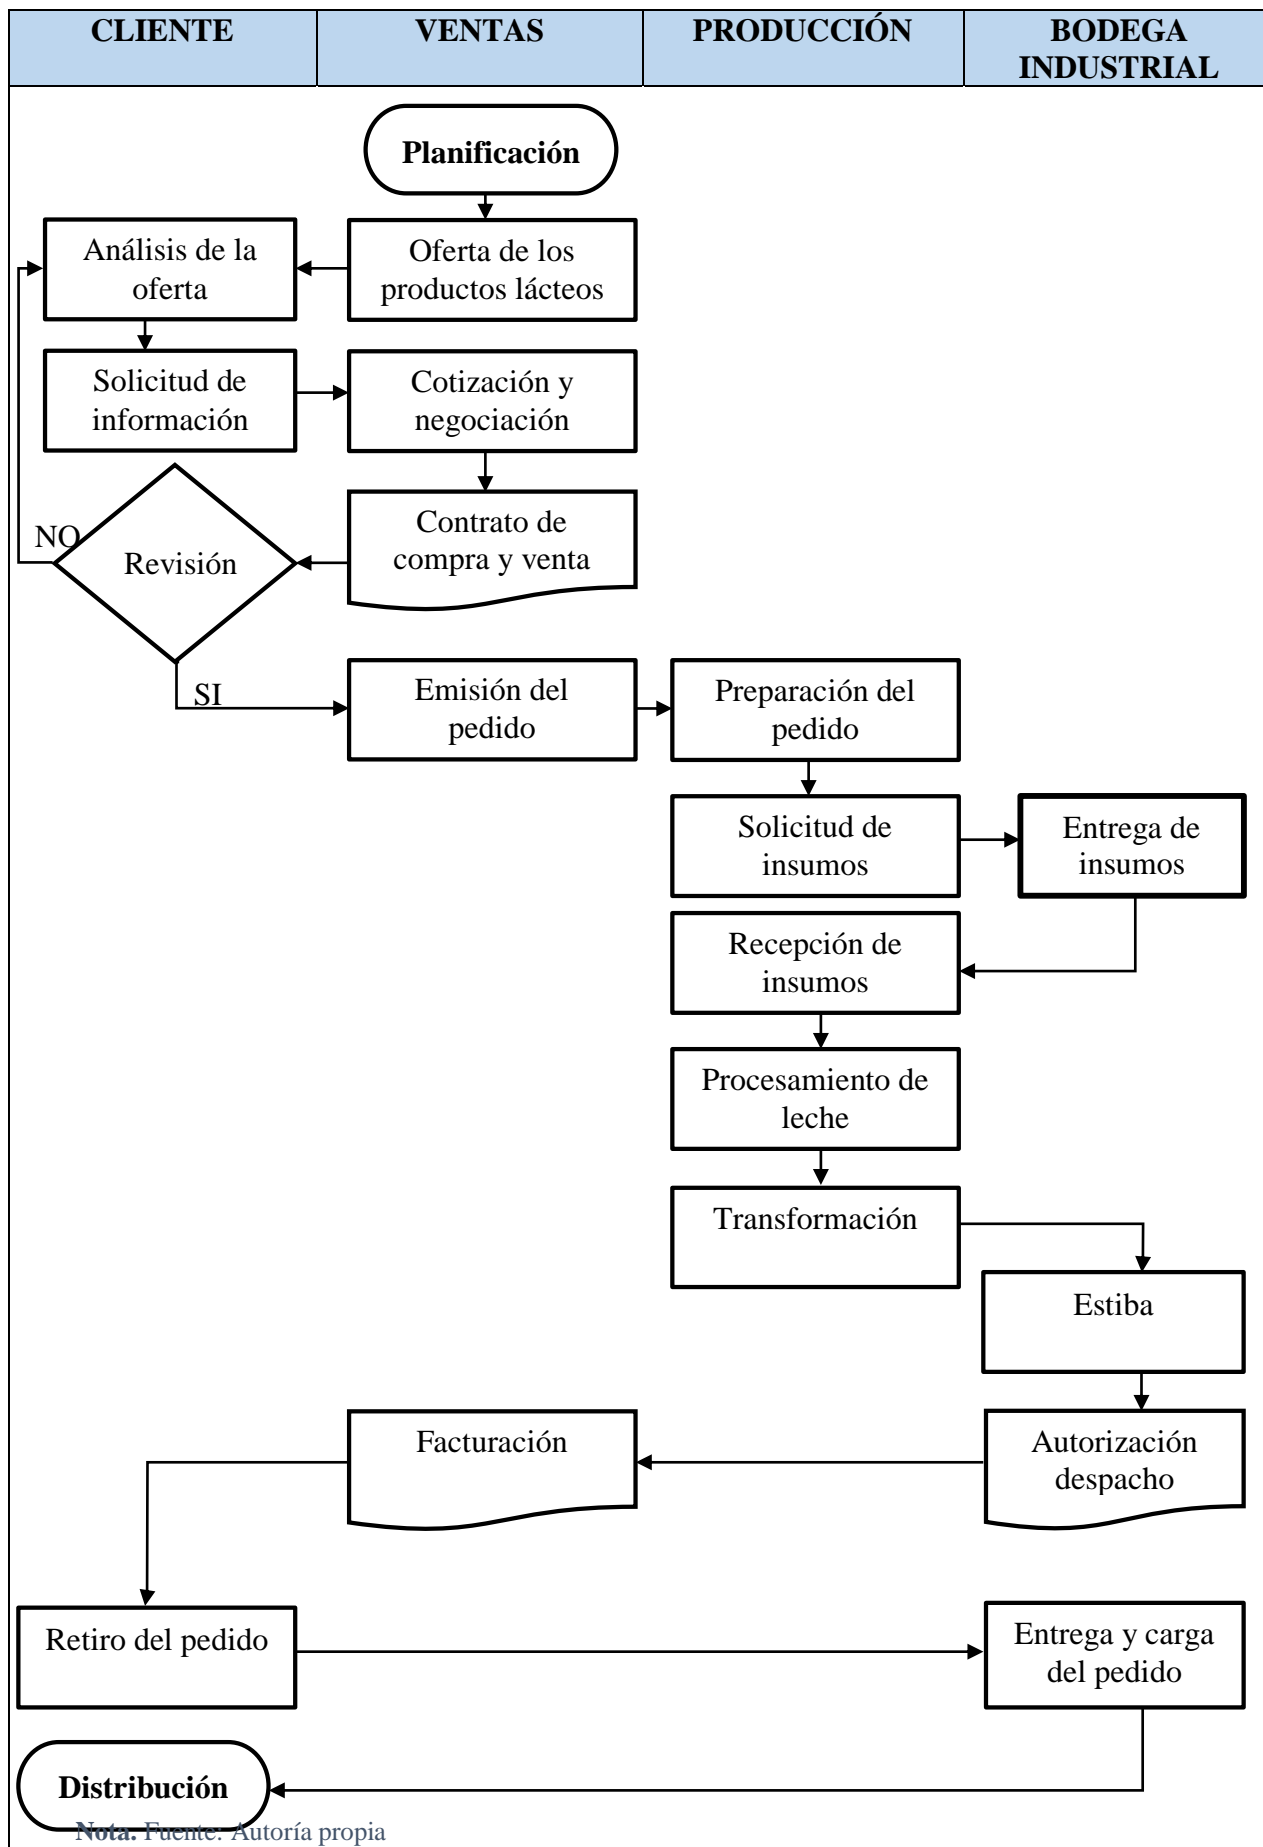 CLIENTE
VENTAS
PRODUCCIÓN
BODEGA
INDUSTRIAL
Planificación
Análisis de la
oferta
Oferta de los
productos lácteos
Solicitud de
información
Cotización y
negociación
NO
Revisión
Contrato de
compra y venta
SI
Emisión del
pedido
Preparación del
pedido
Solicitud de
insumos
Entrega de
insumos
Recepción de
insumos
Procesamiento de
leche
Transformación
Estiba
Facturación
Autorización
despacho
Retiro del pedido
Entrega y carga
del pedido
Distribución
Nota. Fuente: Autoría propia